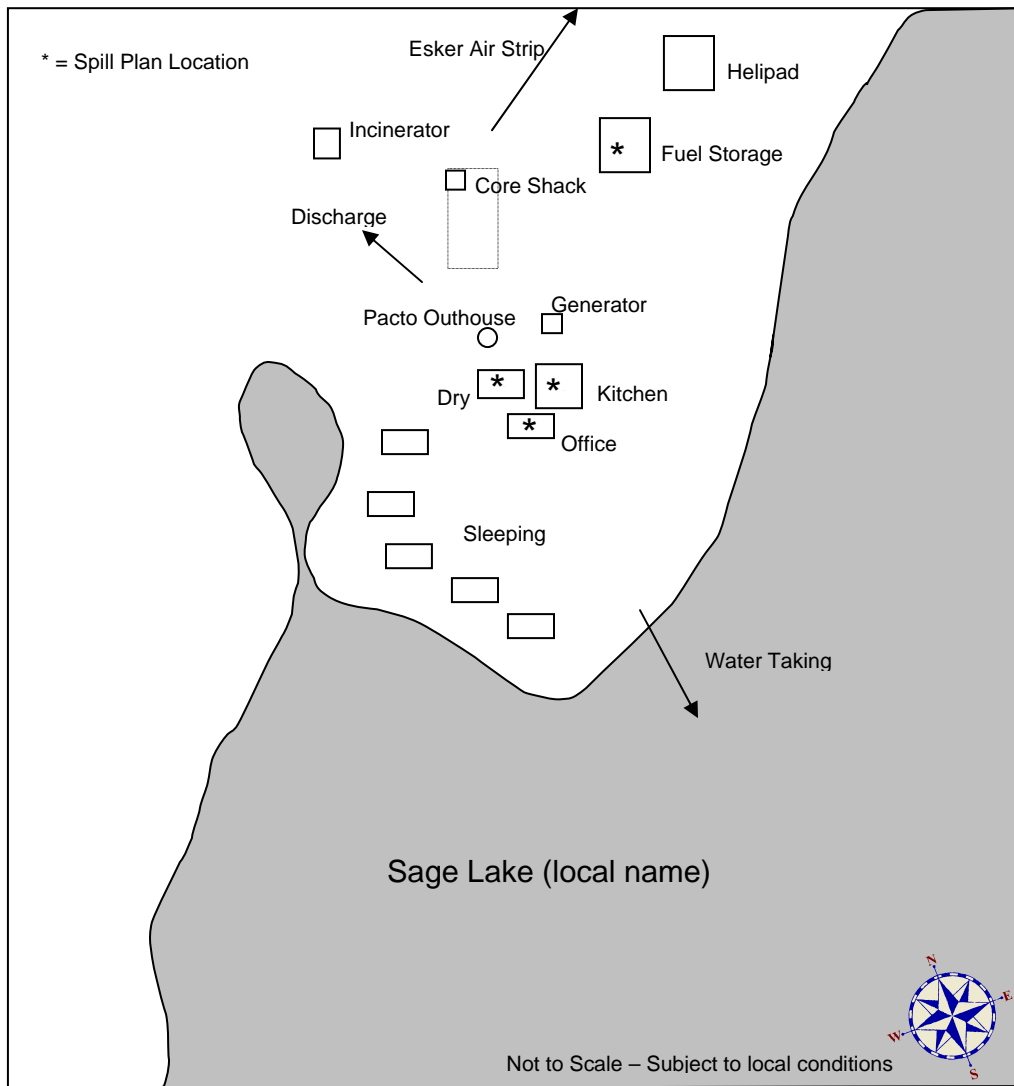 Esker Air Strip
* = Spill Plan Location
Helipad
Incinerator
* Fuel Storage
Core Shack
Discharge
Generator
Pacto Outhouse
* *
Dry Kitchen
* Office
Sleeping
Water Taking
Sage Lake (local name)
N
E
W
S
Not to Scale – Subject to local conditions